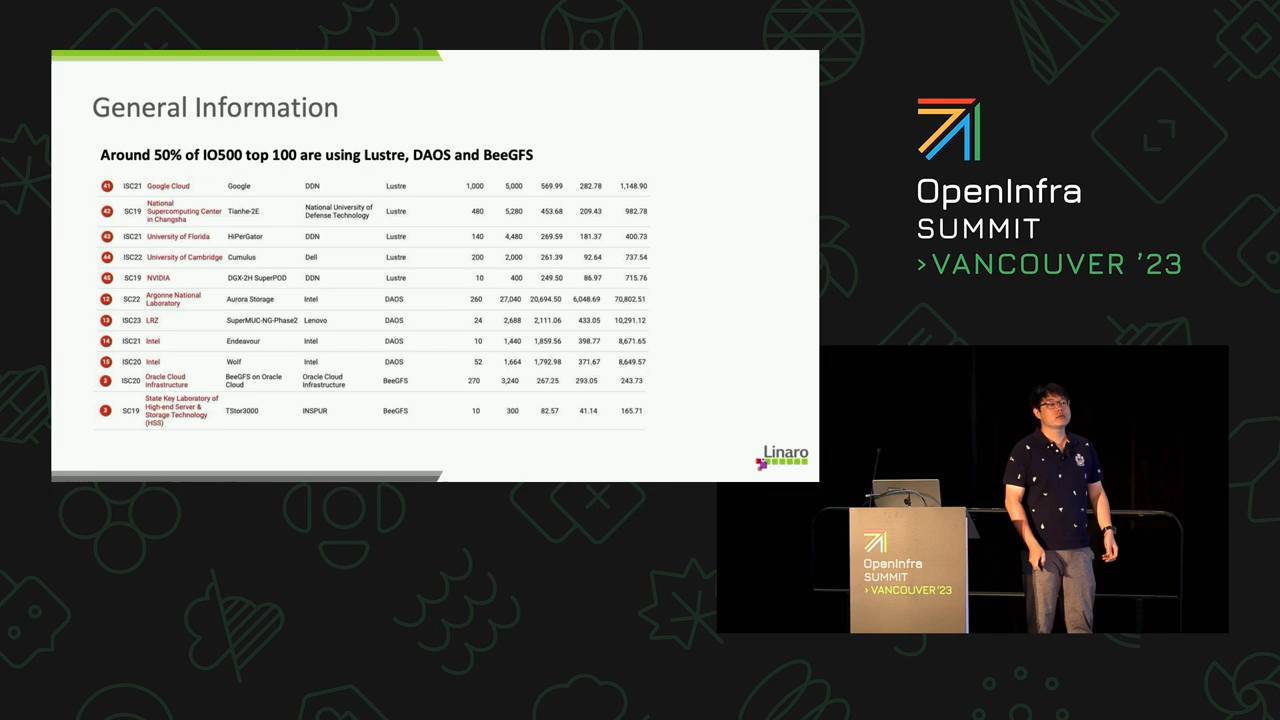 General Information
Around 50% of IO500 top 100 are using Lustre, DAOS and BeeGFS
41 ISC21 Google Cloud Google DDN Lustre 1,000 5,000 569.99 282.78 1,148.90
42 SC19 National Supercomputing Center in Changsha Tianhe-2E National University of Defense Technology Lustre 480 5,280 453.68 209.43 982.78
43 ISC21 University of Florida HiPerGator DDN Lustre 140 4,480 269.59 181.37 400.73
44 ISC22 University of Cambridge Cumulus Dell Lustre 200 2,000 261.39 92.64 737.54
45 SC19 NVIDIA DGX-2H SuperPOD DDN Lustre 10 400 249.50 86.97 715.76
12 SC22 Argonne National Laboratory Aurora Storage Intel DAOS 260 27,040 20,694.50 6,048.69 70,802.51
13 ISC23 LRZ SuperMUC-NG-Phase2 Lenovo DAOS 24 2,688 2,111.06 433.05 10,291.12
14 ISC21 Intel Endeavour Intel DAOS 10 1,440 1,859.56 398.77 8,671.65
15 ISC20 Intel Wolf Intel DAOS 52 1,664 1,792.98 371.67 8,649.57
2 ISC20 Oracle Cloud Infrastructure BeeGFS on Oracle Cloud Oracle Cloud Infrastructure BeeGFS 270 3,240 267.25 293.05 243.73
3 SC19 State Key Laboratory of High-end Server & Storage Technology (HSS) TStor3000 INSPUR BeeGFS 10 300 82.57 41.14 165.71
Linaro
OpenInfra
SUMMIT
>VANCOUVER '23
OpenInfra
SUMMIT
>VANCOUVER'23